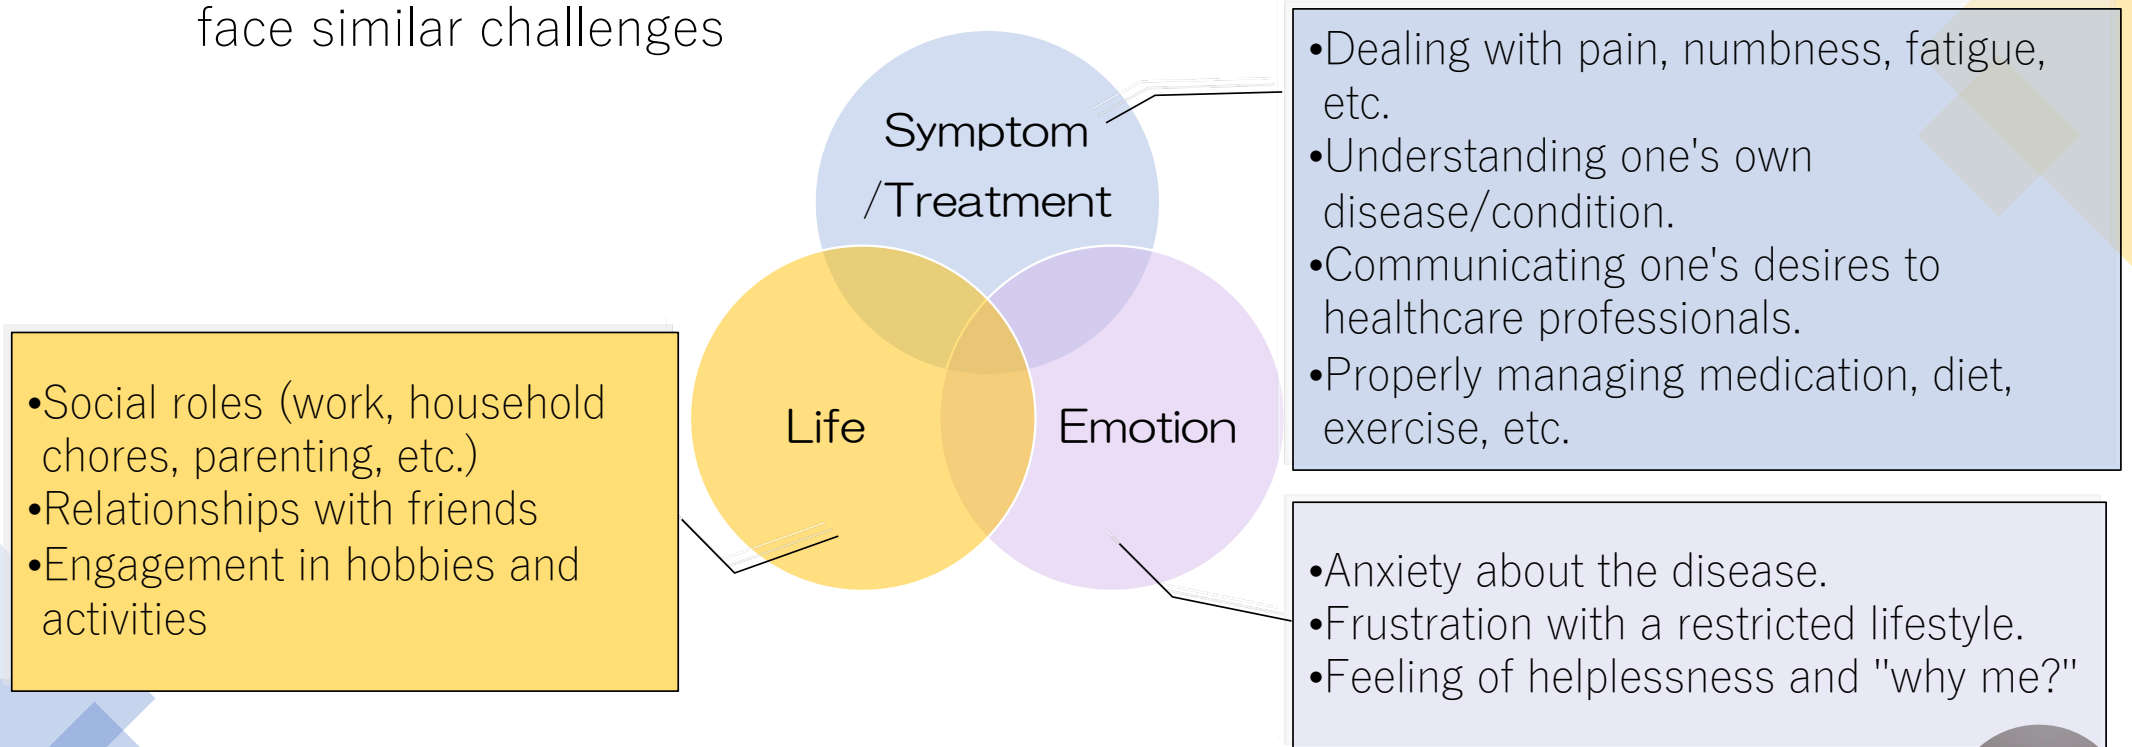 face similar challenges
Symptom
/Treatment
Life
Emotion
•Dealing with pain, numbness, fatigue,
etc.
•Understanding one's own
disease/condition.
•Communicating one's desires to
healthcare professionals.
•Properly managing medication, diet,
exercise, etc.
•Social roles (work, household
chores, parenting, etc.)
•Relationships with friends
•Engagement in hobbies and
activities
•Anxiety about the disease.
•Frustration with a restricted lifestyle.
•Feeling of helplessness and "why me?"